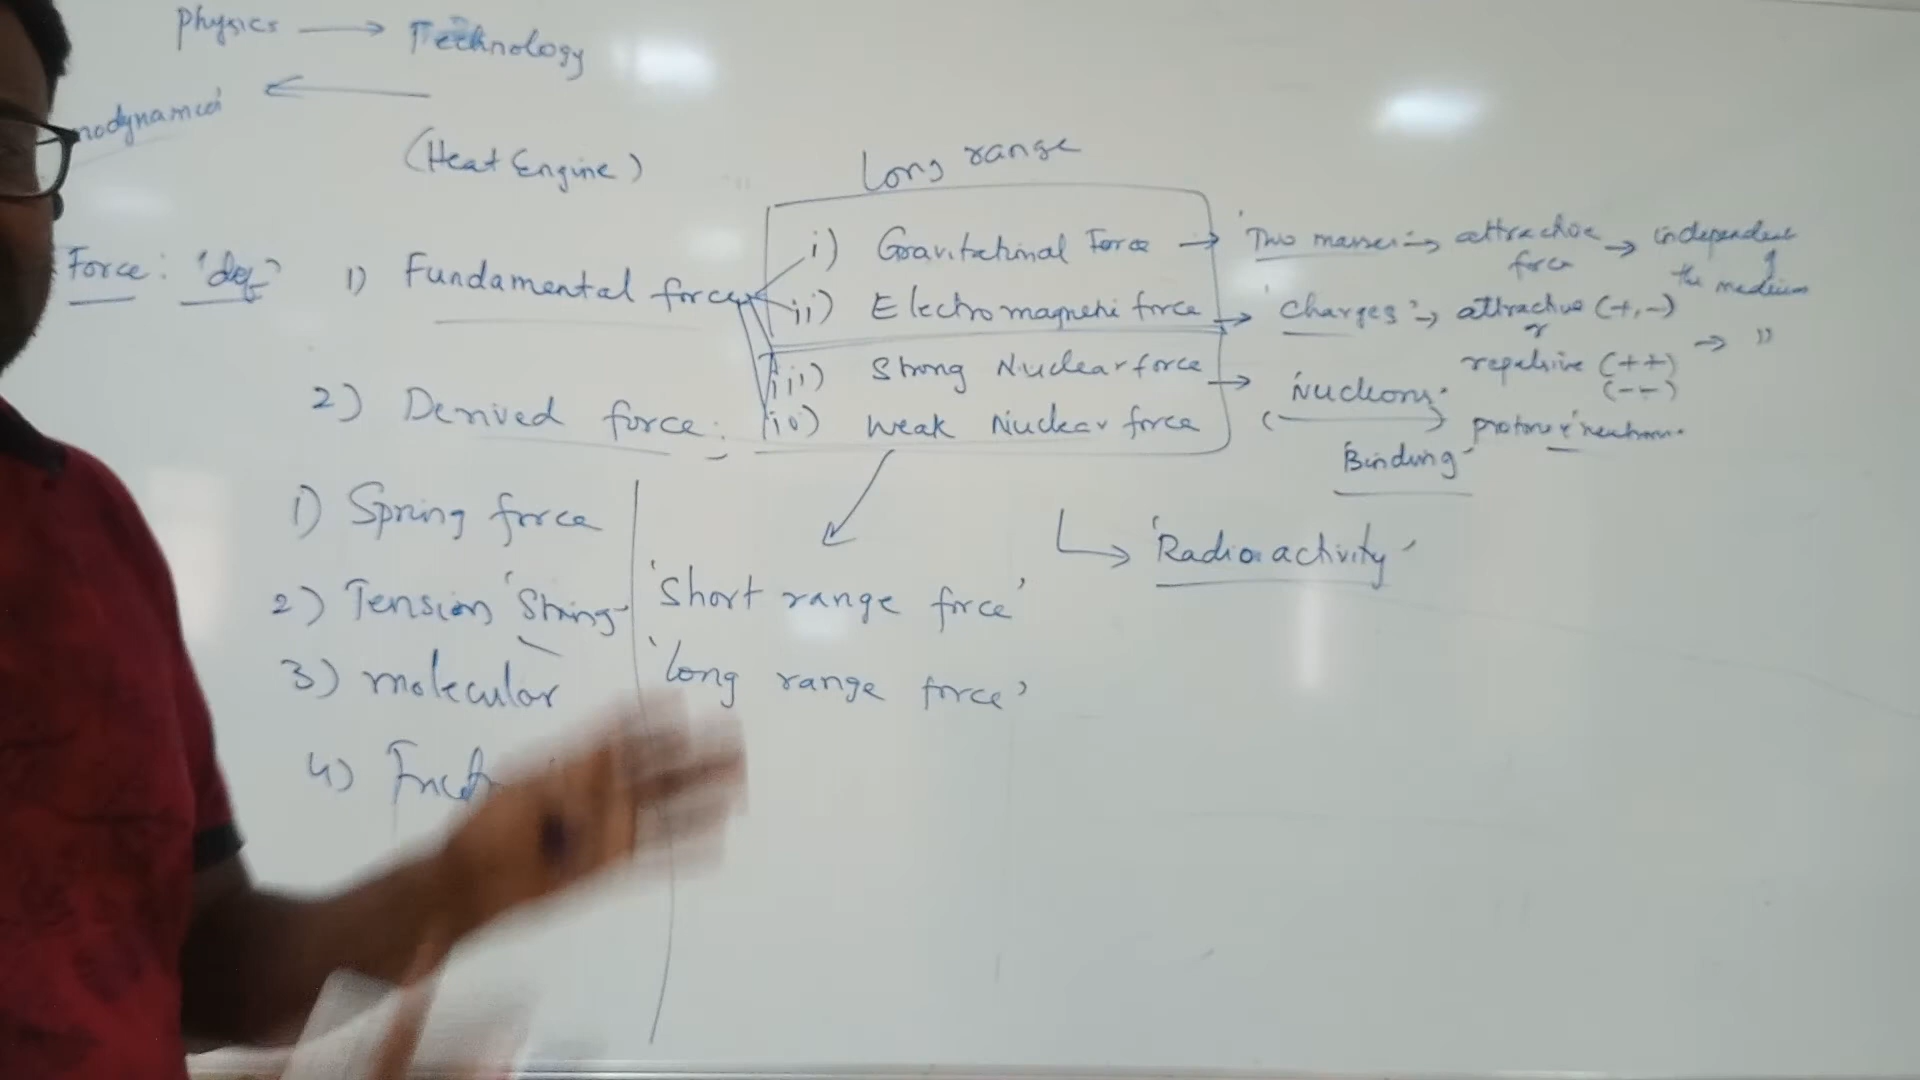 Physics → Technology
nodynamics ←
(Heat Engine)
Long range
Force: 'def'
1) Fundamental force
i) Gravitational Force → 'Two masses → attractive force → independent of the medium
ii) Electromagneti force → 'Charges' → attractive (+,-)
or
repulsive (++) → "
(--)
iii) Strong Nuclear force → Nucleons.
iv) Weak Nuclear force
protons & neutrons.
Binding
2) Derived force:
1) Spring force
2) Tension 'String
3) molecular
4)
'Short range force'
'long range force'
↳ 'Radioactivity'